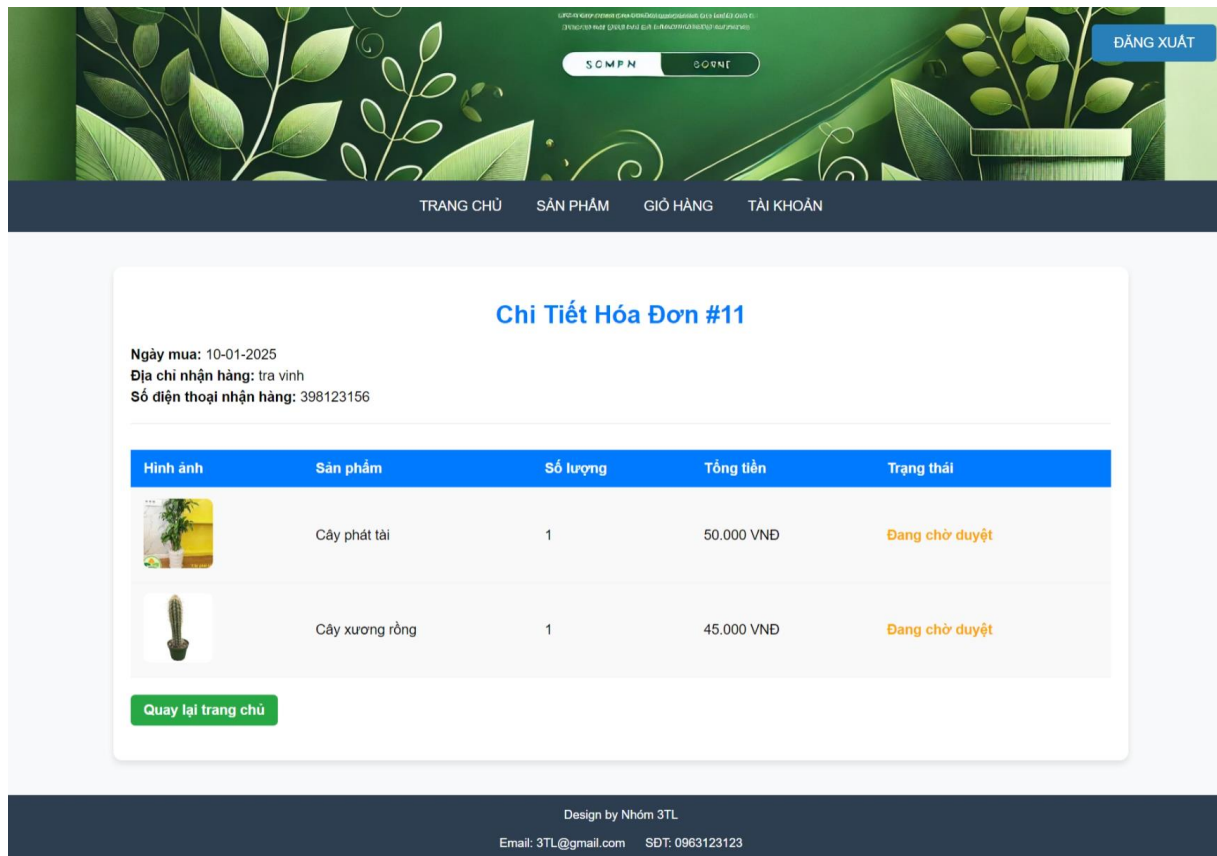 SOMPN
ĐĂNG XUẤT
TRANG CHỦ SẢN PHẨM GIỎ HÀNG TÀI KHOẢN
Chi Tiết Hóa Đơn #11
Ngày mua: 10-01-2025
Địa chỉ nhận hàng: tra vinh
Số điện thoại nhận hàng: 398123156
Hình ảnh Sản phẩm Số lượng Tổng tiền Trạng thái
Cây phát tài 1 50.000 VNĐ Đang chờ duyệt
Cây xương rồng 1 45.000 VNĐ Đang chờ duyệt
Quay lại trang chủ
Design by Nhóm 3TL
Email: 3TL@gmail.com SĐT: 0963123123